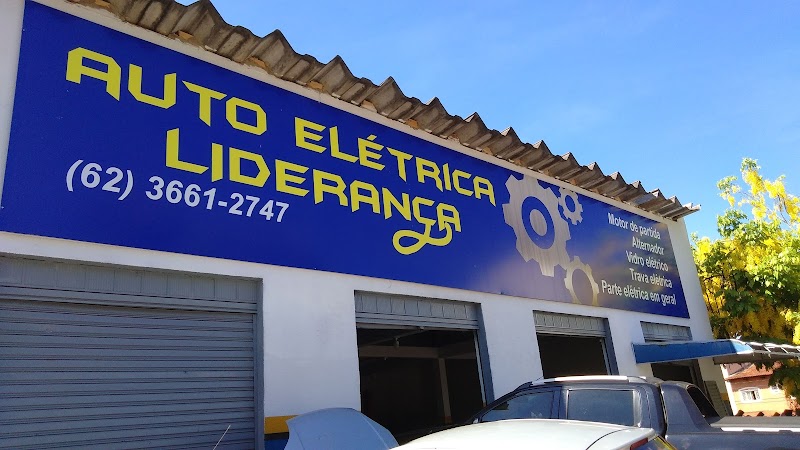 AUTO ELÉTRICA
LIDERANÇA
(62) 3661-2747
Motor de partida
Alternador
Vidro elétrico
Trava elétrica
Parte elétrica em geral